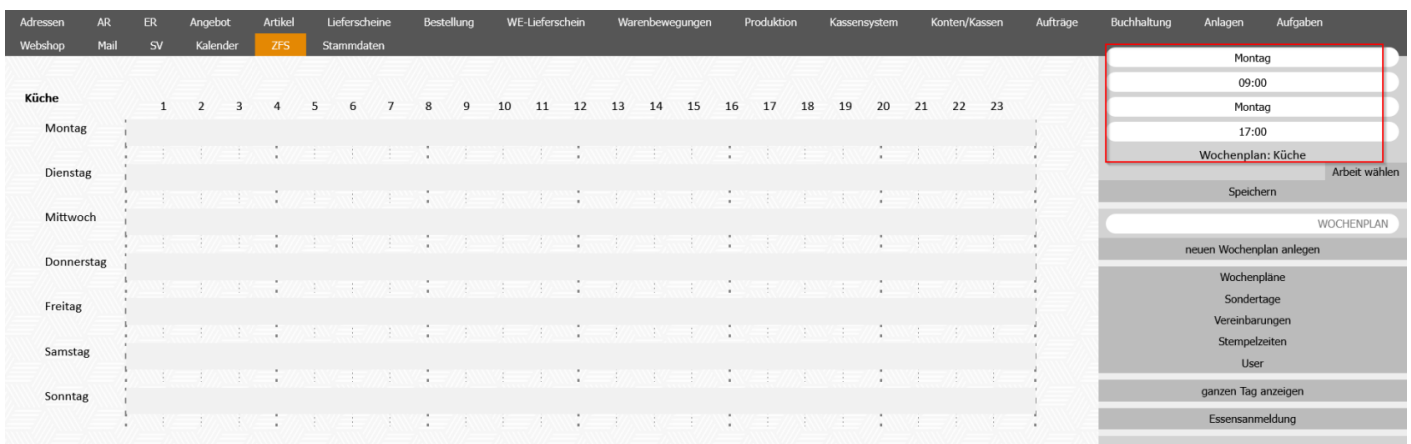 Adressen AR ER Angebot Artikel Lieferscheine Bestellung WE-Lieferschein Warenbewegungen Produktion Kassensystem Konten/Kassen Aufträge Buchhaltung Anlagen Aufgaben
Webshop Mail SV Kalender ZFS Stammdaten
Küche
1 2 3 4 5 6 7 8 9 10 11 12 13 14 15 16 17 18 19 20 21 22 23
Montag
Dienstag
Mittwoch
Donnerstag
Freitag
Samstag
Sonntag
Montag
09:00
Montag
17:00
Wochenplan: Küche
Arbeit wählen
Speichern
WOCHENPLAN
neuen Wochenplan anlegen
Wochenpläne
Sondertage
Vereinbarungen
Stempelzeiten
User
ganzen Tag anzeigen
Essensanmeldung